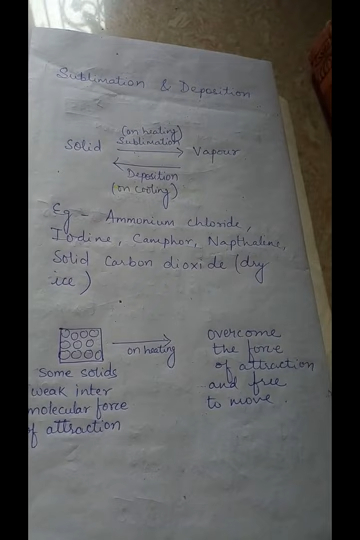 Sublimation & Deposition
(on heating)
Solid Sublimation Vapour
Deposition
(on cooling)
Eg - Ammonium chloride,
Iodine, Camphor, Napthalene,
Solid Carbon dioxide (dry
ice)
on heating
Some solids
weak inter
molecular force
of attraction
overcome
the force
of attraction
and free
to move.